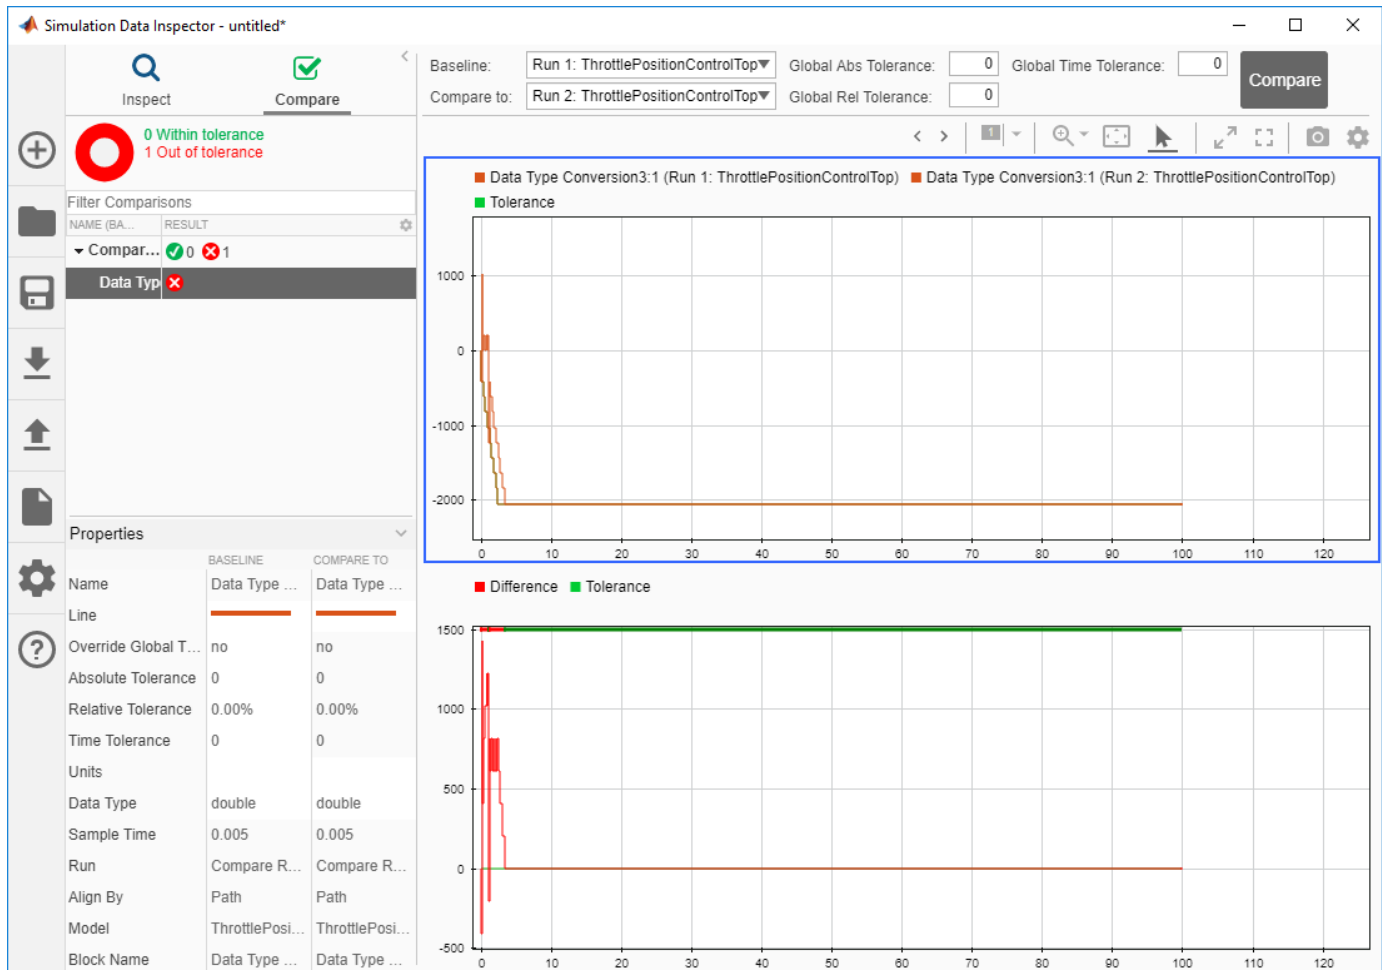 Simulation Data Inspector - untitled*
Inspect
Compare
Baseline:
Run 1: ThrottlePositionControlTop
Global Abs Tolerance:
0
Global Time Tolerance:
0
Compare
Compare to:
Run 2: ThrottlePositionControlTop
Global Rel Tolerance:
0
0 Within tolerance
1 Out of tolerance
Filter Comparisons
NAME (BA...
RESULT
Compar...
0
1
Data Typ
1
Data Type Conversion3:1 (Run 1: ThrottlePositionControlTop)
Data Type Conversion3:1 (Run 2: ThrottlePositionControlTop)
Tolerance
1000
0
-1000
-2000
0 10 20 30 40 50 60 70 80 90 100 110 120
Properties
BASELINE COMPARE TO
Name Data Type ... Data Type ...
Line
Override Global T... no no
Absolute Tolerance 0 0
Relative Tolerance 0.00% 0.00%
Time Tolerance 0 0
Units
Data Type double double
Sample Time 0.005 0.005
Run Compare R... Compare R...
Align By Path Path
Model ThrottlePosi... ThrottlePosi...
Block Name Data Type ... Data Type ...
Difference
Tolerance
1500
1000
500
0
-500
0 10 20 30 40 50 60 70 80 90 100 110 120